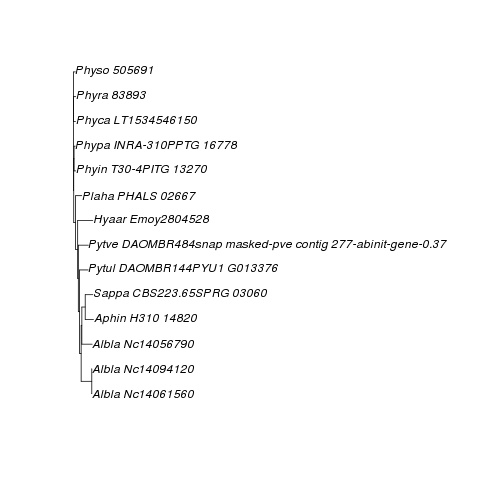 Physo 505691
Phyra 83893
Phyca LT1534546150
Phypa INRA-310PPTG 16778
Phyin T30-4PITG 13270
Plaha PHALS 02667
Hyaar Emoy2804528
Pytve DAOMBR484snap masked-pve contig 277-abinit-gene-0.37
Pytul DAOMBR144PYU1 G013376
Sappa CBS223.65SPRG 03060
Aphin H310 14820
Albla Nc14056790
Albla Nc14094120
Albla Nc14061560